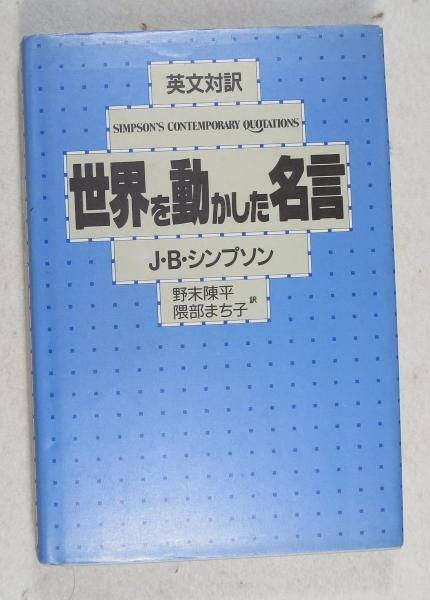 英文対訳
SIMPSON'S CONTEMPORARY QUOTATIONS
世界を動かした名言
J・B・シンプソン
野末陳平
隈部まち子 訳